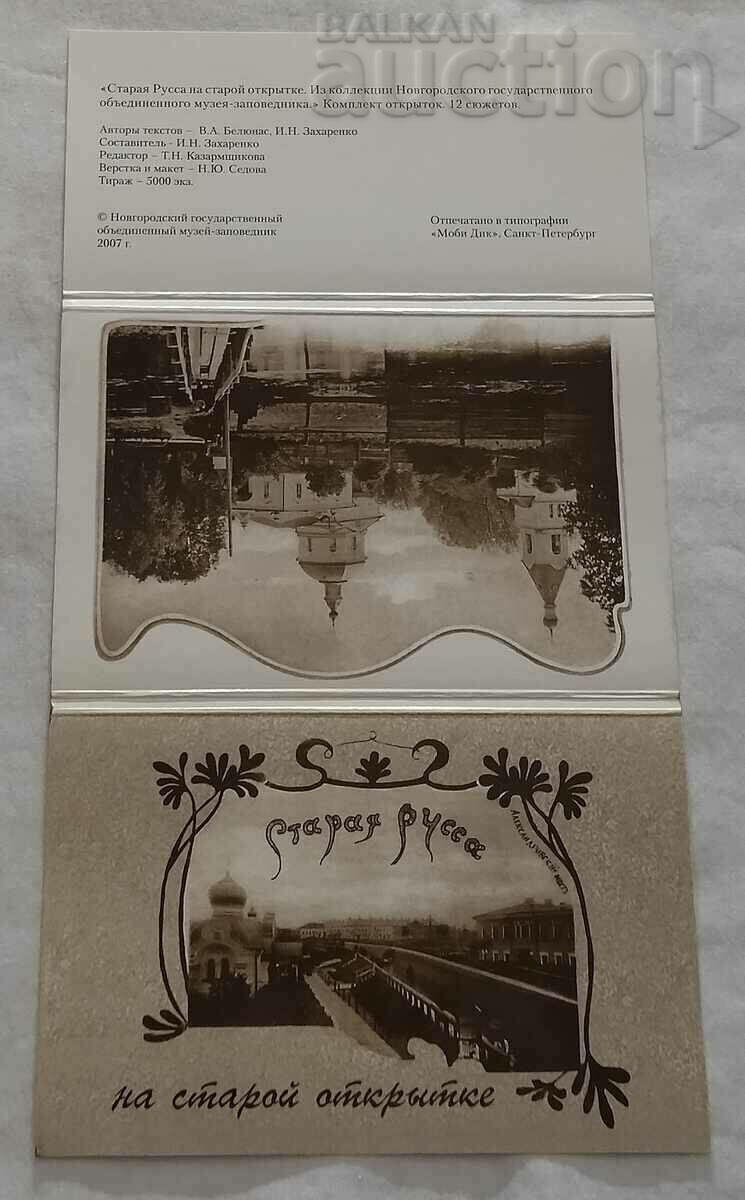 BALKAN
auction
«Старая Русса на старой открытке. Из коллекции Новгородского государственного
объединенного музея-заповедника.» Комплект открыток. 12 сюжетов.
Авторы текстов – В.А. Белюнас, И.Н. Захаренко
Составитель - И.Н. Захаренко
Редактор – Т.Н. Казармщикова
Верстка и макет – Н.Ю. Седова
Тираж – 5000 экз.
© Новгородский государственный
объединенный музей-заповедник
2007 г.
Отпечатано в типографии
«Моби Дик», Санкт-Петербург
Старая Русса
на старой открытке